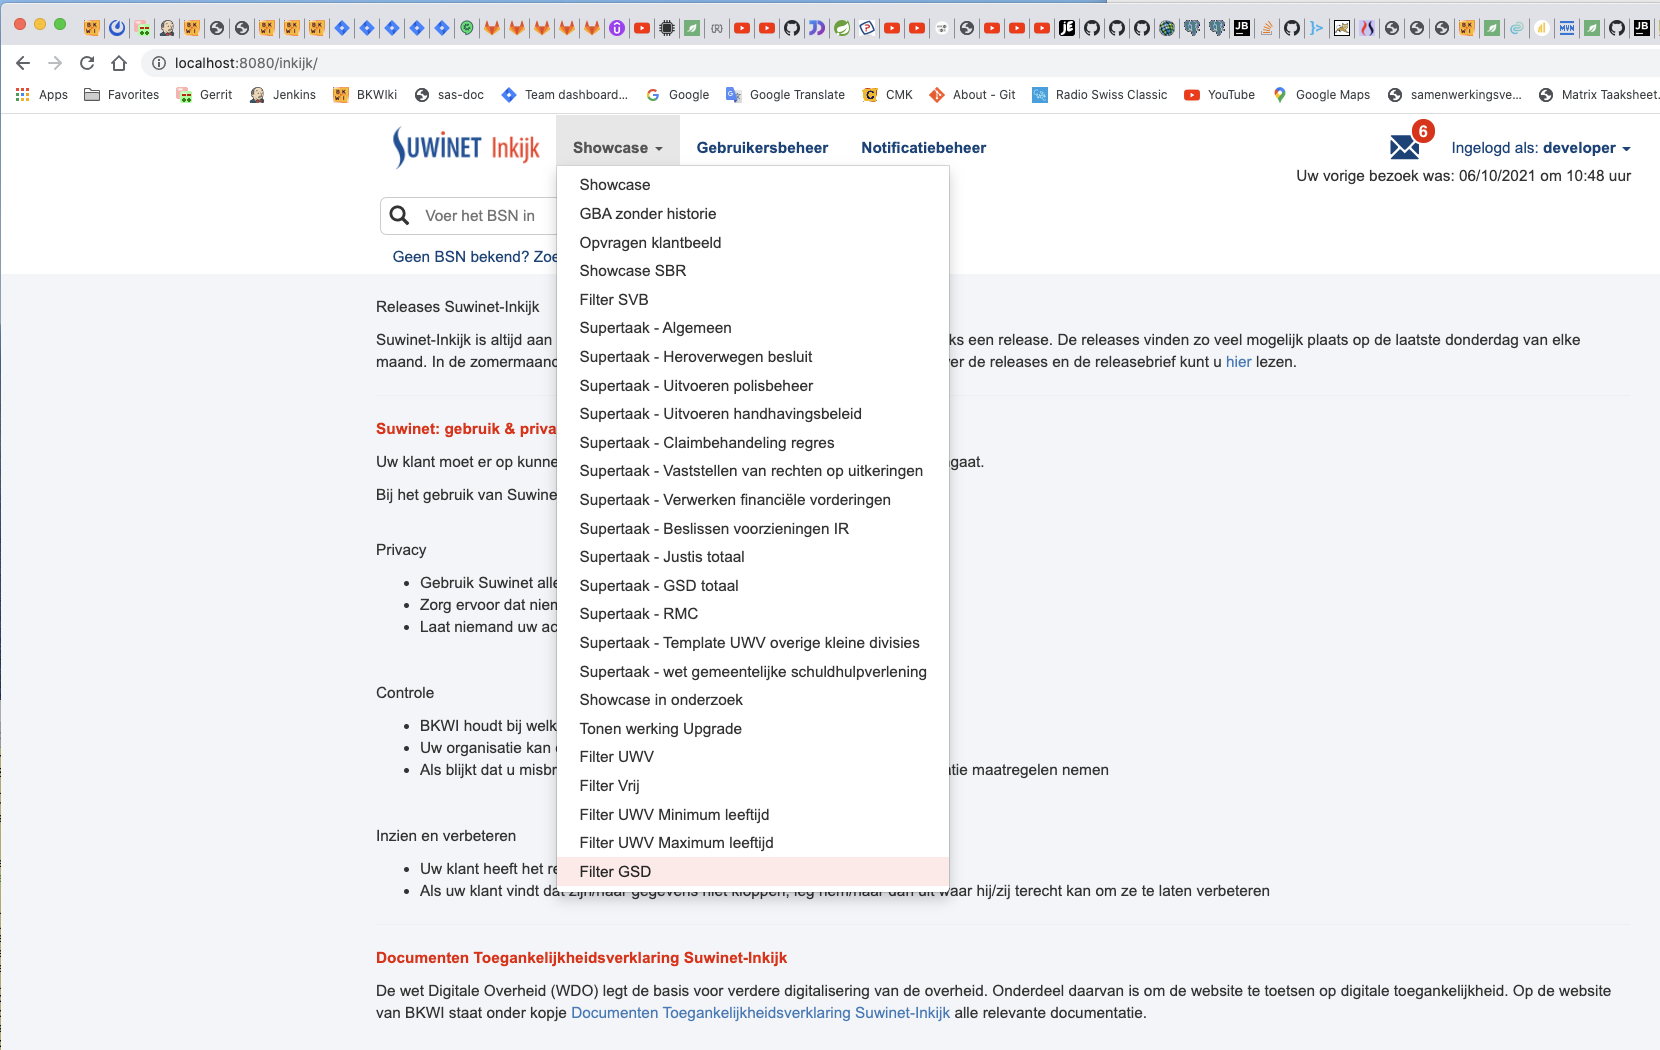 localhost:8080/inkijk/
Apps Favorites Gerrit Jenkins BKWIki sas-doc Team dashboard... Google Google Translate CMK About - Git Radio Swiss Classic YouTube Google Maps samenwerkingsve... Matrix Taaksheet.
SUWINET Inkijk Showcase Gebruikersbeheer Notificatiebeheer 6 Ingelogd als: developer
Uw vorige bezoek was: 06/10/2021 om 10:48 uur
Voer het BSN in
Geen BSN bekend? Zoe
Showcase
GBA zonder historie
Opvragen klantbeeld
Showcase SBR
Filter SVB
Supertaak - Algemeen
Supertaak - Heroverwegen besluit
Supertaak - Uitvoeren polisbeheer
Supertaak - Uitvoeren handhavingsbeleid
Supertaak - Claimbehandeling regres
Supertaak - Vaststellen van rechten op uitkeringen
Supertaak - Verwerken financiële vorderingen
Supertaak - Beslissen voorzieningen IR
Supertaak - Justis totaal
Supertaak - GSD totaal
Supertaak - RMC
Supertaak - Template UWV overige kleine divisies
Supertaak - wet gemeentelijke schuldhulpverlening
Showcase in onderzoek
Tonen werking Upgrade
Filter UWV
Filter Vrij
Filter UWV Minimum leeftijd
Filter UWV Maximum leeftijd
Filter GSD
Releases Suwinet-Inkijk
Suwinet-Inkijk is altijd aan ks een release. De releases vinden zo veel mogelijk plaats op de laatste donderdag van elke
maand. In de zomermaand er de releases en de releasebrief kunt u hier lezen.
Suwinet: gebruik & priva
Uw klant moet er op kunne gaat.
Bij het gebruik van Suwine
Privacy
• Gebruik Suwinet alle
• Zorg ervoor dat nien
• Laat niemand uw ac
Controle
• BKWI houdt bij welk
• Uw organisatie kan
• Als blijkt dat u misbr tie maatregelen nemen
Inzien en verbeteren
• Uw klant heeft het re
• Als uw klant vindt dat zijn/haar gegevens niet kloppen, leg hem/haar dan uit waar hij/zij terecht kan om ze te laten verbeteren
Documenten Toegankelijkheidsverklaring Suwinet-Inkijk
De wet Digitale Overheid (WDO) legt de basis voor verdere digitalisering van de overheid. Onderdeel daarvan is om de website te toetsen op digitale toegankelijkheid. Op de website
van BKWI staat onder kopje Documenten Toegankelijkheidsverklaring Suwinet-Inkijk alle relevante documentatie.